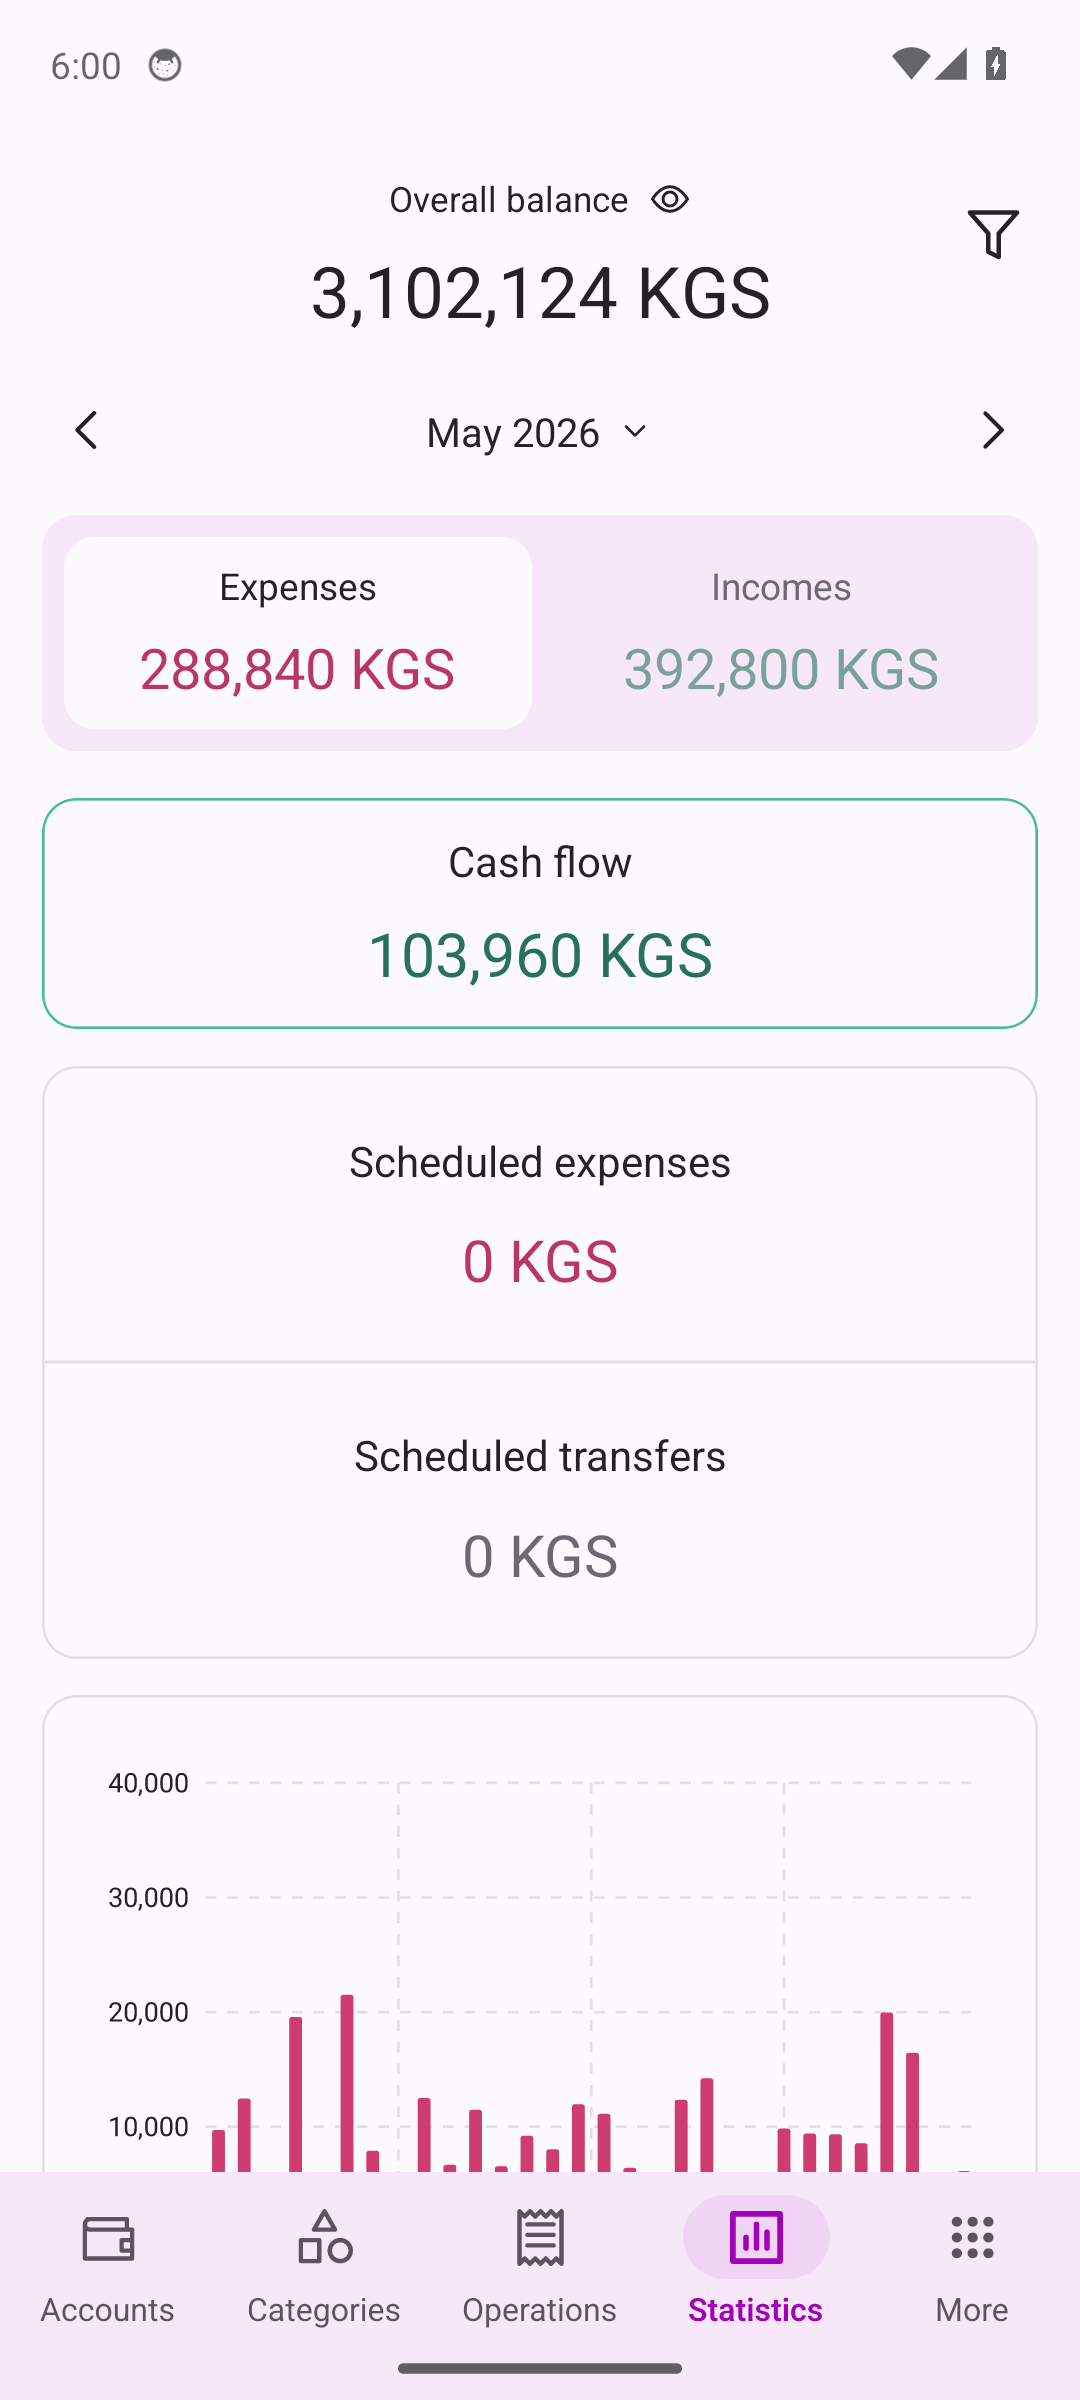 6:00
Overall balance
3,102,124 KGS
May 2026
Expenses
288,840 KGS
Incomes
392,800 KGS
Cash flow
103,960 KGS
Scheduled expenses
0 KGS
Scheduled transfers
0 KGS
40,000
30,000
20,000
10,000
Accounts
Categories
Operations
Statistics
More